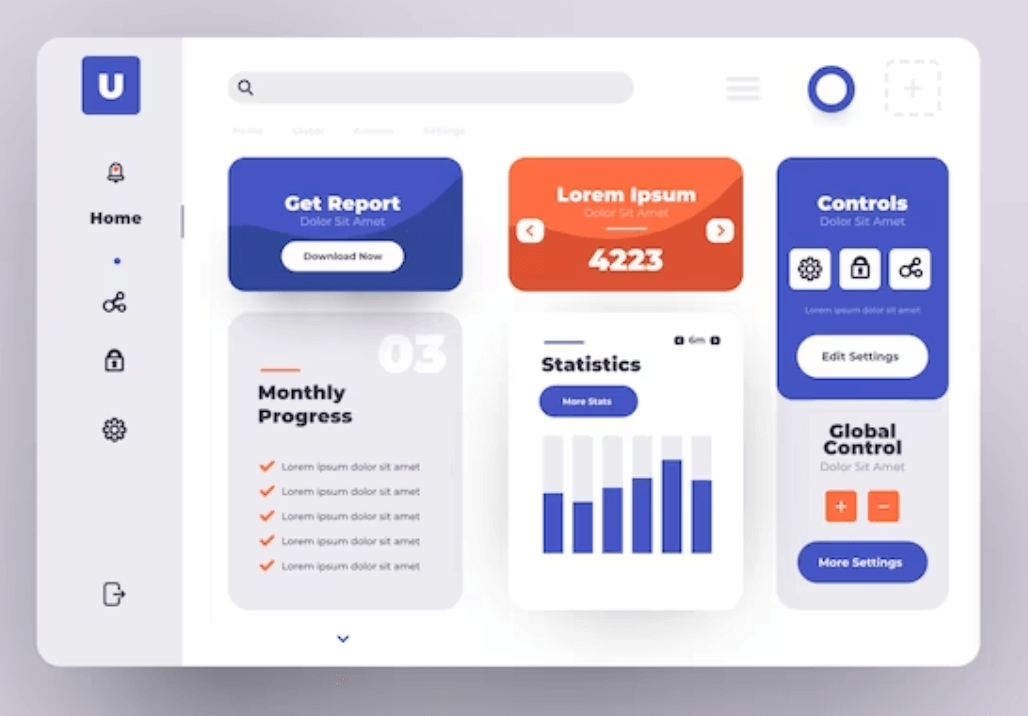 U
Home
Home Global Settings
Get Report
Dolor Sit Amet
Download Now
Lorem Ipsum
Dolor Sit Amet
4223
Controls
Dolor Sit Amet
Lorem ipsum dolor sit amet
Edit Settings
03
Monthly
Progress
Lorem ipsum dolor sit amet
Lorem ipsum dolor sit amet
Lorem ipsum dolor sit amet
Lorem ipsum dolor sit amet
Lorem ipsum dolor sit amet
6m
Statistics
More Stats
Global
Control
Dolor Sit Amet
More Settings